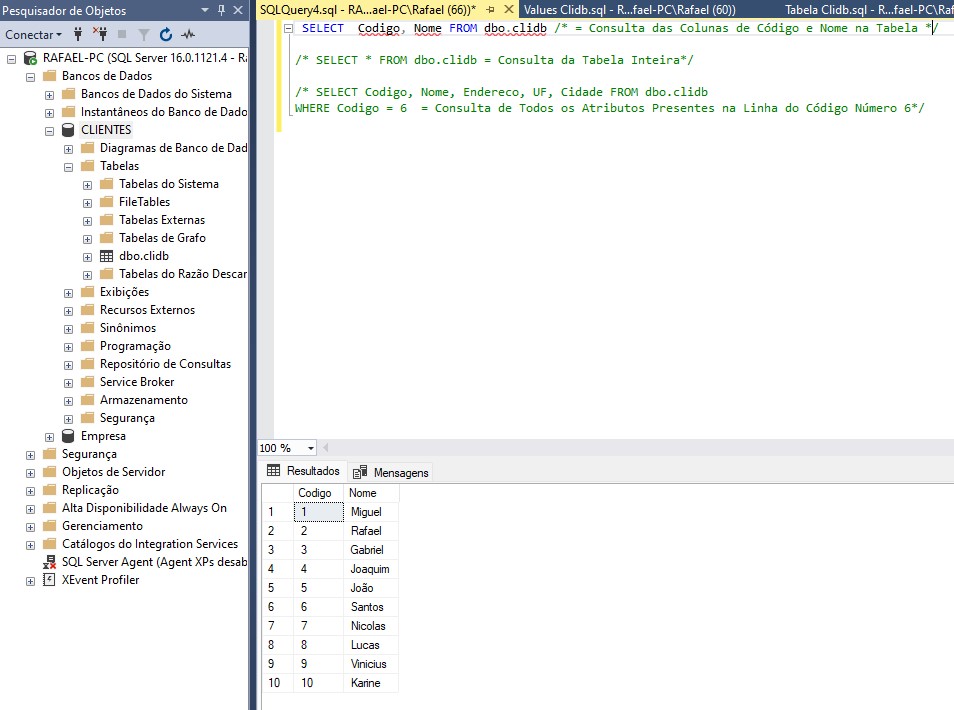 Pesquisador de Objetos
Conectar
RAFAEL-PC (SQL Server 16.0.1121.4 - R
Bancos de Dados
Bancos de Dados do Sistema
Instantâneos do Banco de Dado
CLIENTES
Diagramas de Banco de Dad
Tabelas
Tabelas do Sistema
FileTables
Tabelas Externas
Tabelas de Grafo
dbo.clidb
Tabelas do Razão Descar
Exibições
Recursos Externos
Sinônimos
Programação
Repositório de Consultas
Service Broker
Armazenamento
Segurança
Empresa
Segurança
Objetos de Servidor
Replicação
Alta Disponibilidade Always On
Gerenciamento
Catálogos do Integration Services
SQL Server Agent (Agent XPs desab
XEvent Profiler
SQLQuery4.sql - RA...ael-PC\Rafael (66))*
Values Clidb.sql - R...fael-PC\Rafael (60))
Tabela Clidb.sql - R...fael-PC\Raf
SELECT  Codigo, Nome FROM dbo.clidb /* = Consulta das Colunas de Código e Nome na Tabela */
/* SELECT * FROM dbo.clidb = Consulta da Tabela Inteira*/
/* SELECT Codigo, Nome, Endereco, UF, Cidade FROM dbo.clidb
WHERE Codigo = 6  = Consulta de Todos os Atributos Presentes na Linha do Código Número 6*/
100 %
Resultados Mensagens
Codigo Nome
1 1 Miguel
2 2 Rafael
3 3 Gabriel
4 4 Joaquim
5 5 João
6 6 Santos
7 7 Nicolas
8 8 Lucas
9 9 Vinicius
10 10 Karine